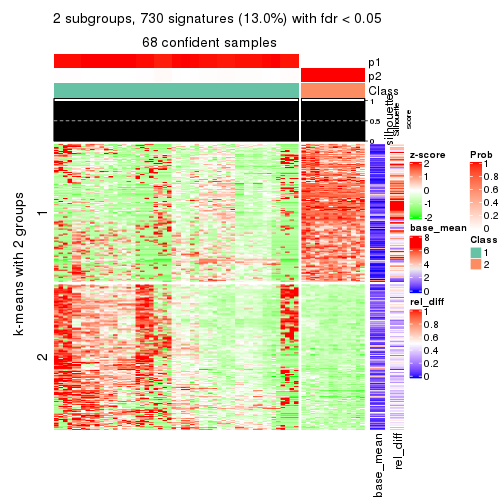 2 subgroups, 730 signatures (13.0%) with fdr < 0.05
68 confident samples
p1
p2
Class
1
0.5
0
silhouette
Silhouette
score
k-means with 2 groups
1
2
base_mean
rel_diff
z-score
2
1
0
-1
-2
base_mean
8
6
4
2
0
rel_diff
1
0.8
0.6
0.4
0.2
0
Prob
1
0.8
0.6
0.4
0.2
0
Class
1
2